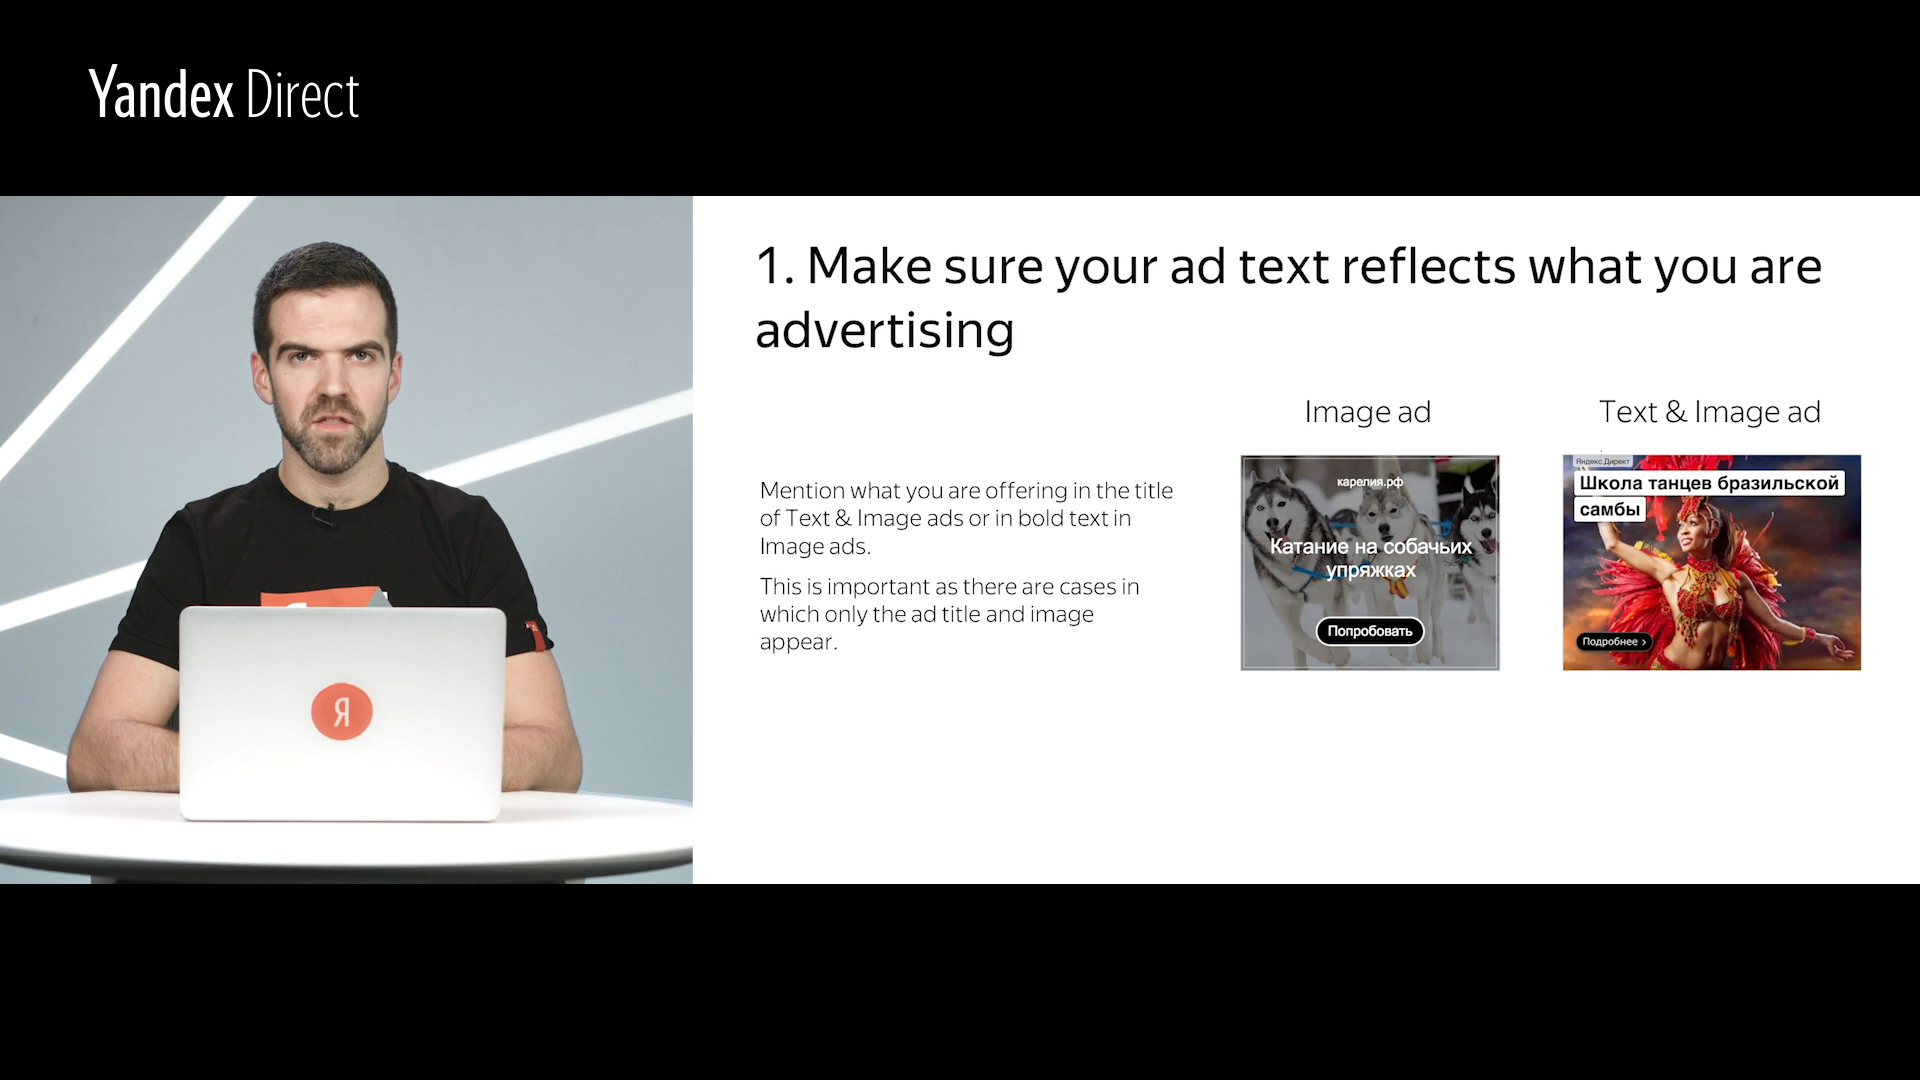 Yandex Direct
1. Make sure your ad text reflects what you are
advertising
Image ad
Text & Image ad
Mention what you are offering in the title
of Text & Image ads or in bold text in
Image ads.
This is important as there are cases in
which only the ad title and image
appear.
карелия.рф
Катание на собачьих
упряжках
Попробовать
Яндекс.Директ
Школа танцев бразильской
самбы
Подробнее >
Я